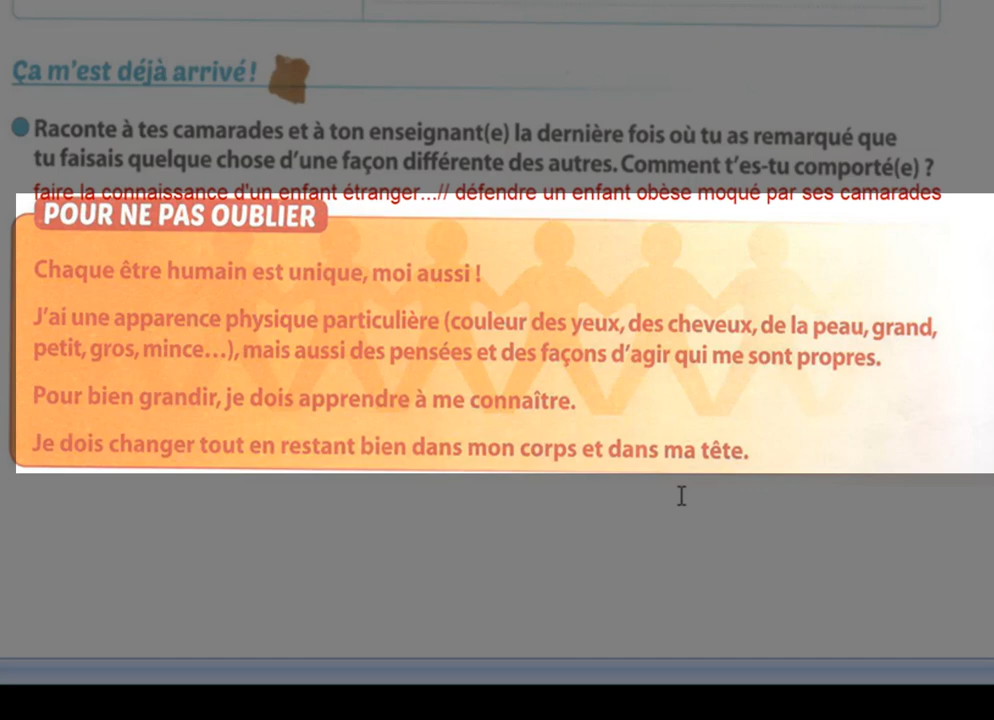 Ça m'est déjà arrivé!
Raconte à tes camarades et à ton enseignant(e) la dernière fois où tu as remarqué que
tu faisais quelque chose d'une façon différente des autres. Comment t'es-tu comporté(e) ?
faire la connaissance d'un enfant étranger...// défendre un enfant obèse moqué par ses camarades
POUR NE PAS OUBLIER
Chaque être humain est unique, moi aussi !
J'ai une apparence physique particulière (couleur des yeux, des cheveux, de la peau, grand,
petit, gros, mince...), mais aussi des pensées et des façons d'agir qui me sont propres.
Pour bien grandir, je dois apprendre à me connaître.
Je dois changer tout en restant bien dans mon corps et dans ma tête.